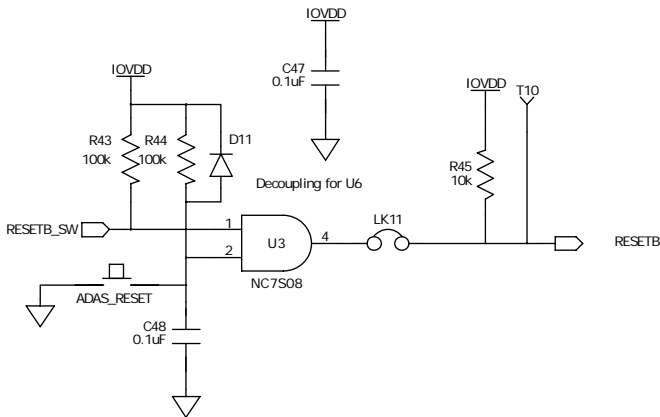 IOVDD
C47
0.1uF
IOVDD
IOVDD
T10
R43
100k
R44
100k
D11
R45
10k
Decoupling for U6
RESETB_SW
1
2
U3
4
NC7S08
LK11
RESETB
ADAS_RESET
C48
0.1uF